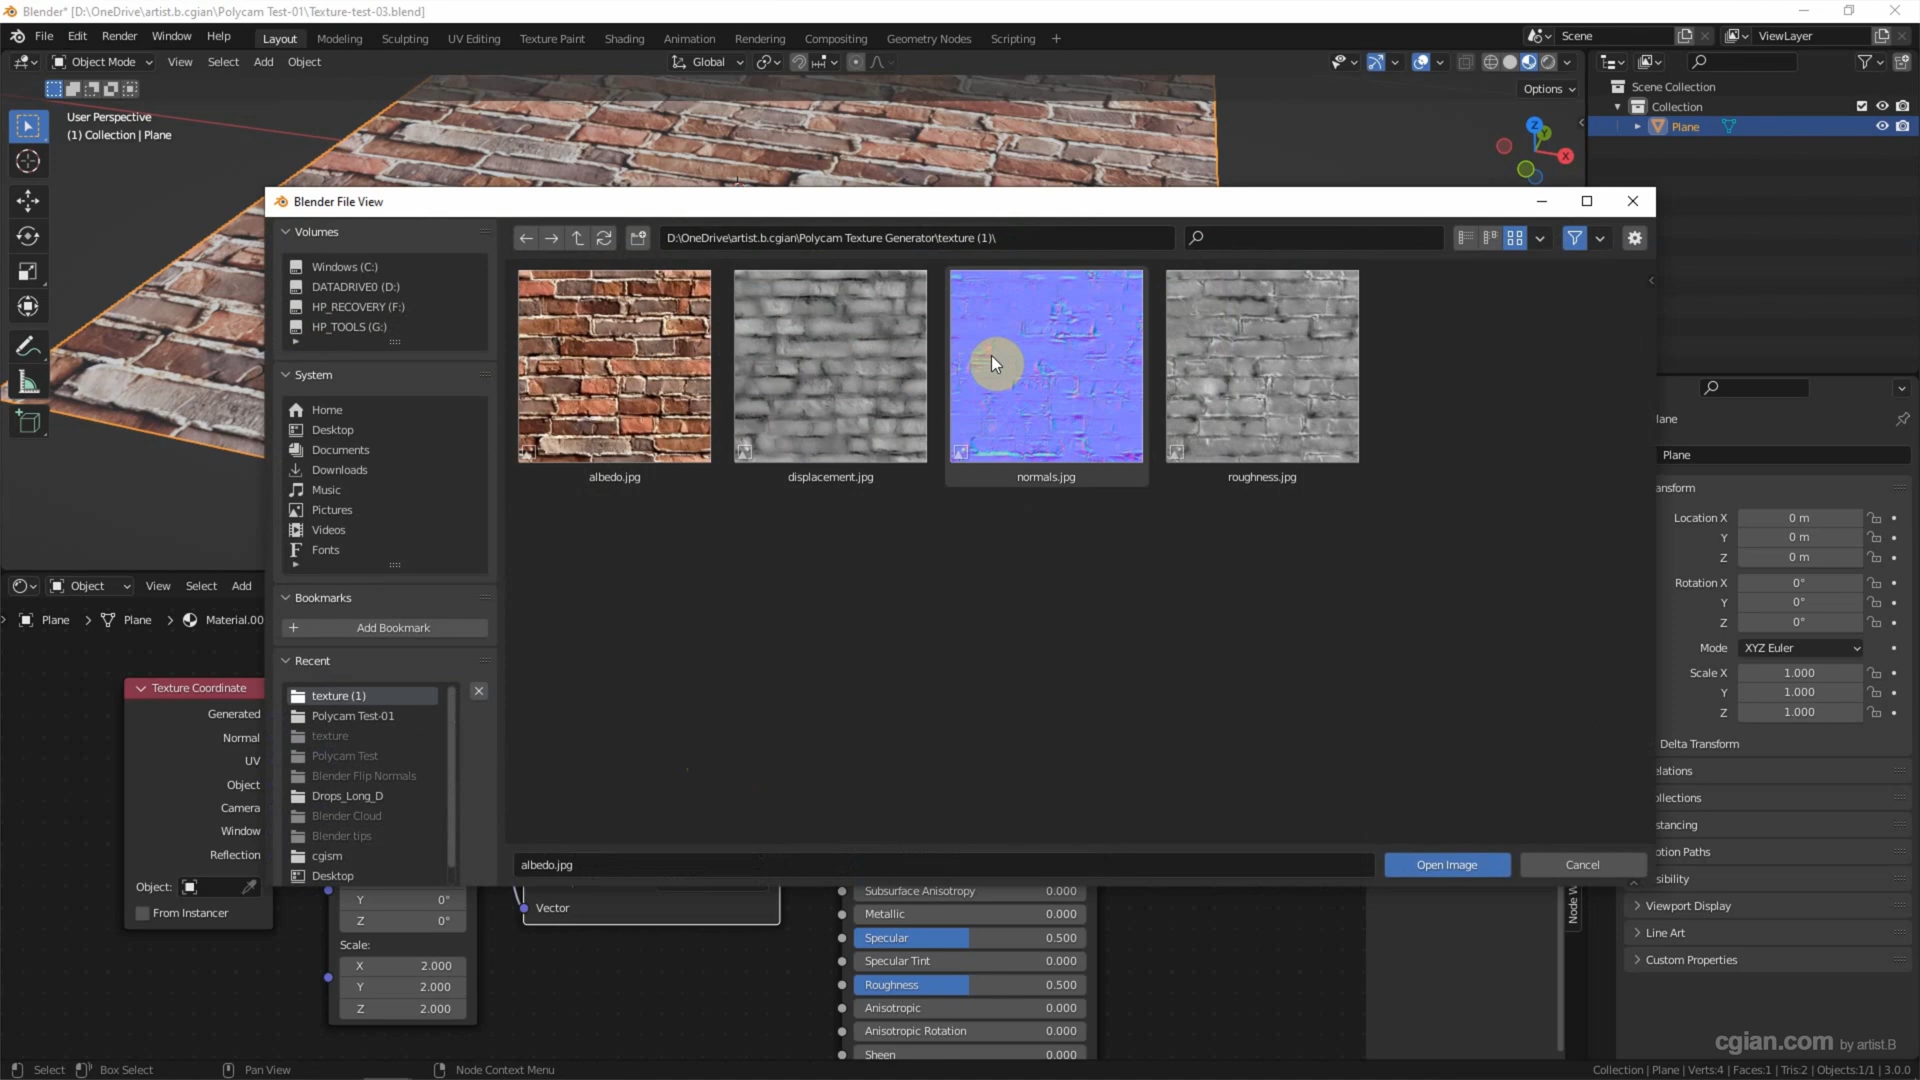 Blender* [D:\OneDrive\artist.b.cgian\Polycam Test-01\Texture-test-03.blend]
File Edit Render Window Help Layout Modeling Sculpting UV Editing Texture Paint Shading Animation Rendering Compositing Geometry Nodes Scripting + Scene ViewLayer
Object Mode View Select Add Object Global
Options
User Perspective
(1) Collection | Plane
Z
Y
X
Scene Collection
Collection
Plane
Blender File View
Volumes
Windows (C:)
DATADRIVE0 (D:)
HP_RECOVERY (F:)
HP_TOOLS (G:)
System
Home
Desktop
Documents
Downloads
Music
Pictures
Videos
Fonts
Bookmarks
Add Bookmark
Recent
texture (1)
Polycam Test-01
texture
Polycam Test
Blender Flip Normals
Drops_Long_D
Blender Cloud
Blender tips
cgism
Desktop
D:\OneDrive\artist.b.cgian\Polycam Texture Generator\texture (1)\
albedo.jpg
displacement.jpg
normals.jpg
roughness.jpg
albedo.jpg
Open Image
Cancel
Object View Select Add
Plane > Plane > Material.00
Texture Coordinate
Generated
Normal
UV
Object
Camera
Window
Reflection
Object:
From Instancer
Y 0°
Z 0°
Scale:
X 2.000
Y 2.000
Z 2.000
Vector
Subsurface Anisotropy 0.000
Metallic 0.000
Specular 0.500
Specular Tint 0.000
Roughness 0.500
Anisotropic 0.000
Anisotropic Rotation 0.000
Sheen 0.000
Node W
lane
Plane
ansform
Location X 0 m
Y 0 m
Z 0 m
Rotation X 0°
Y 0°
Z 0°
Mode XYZ Euler
Scale X 1.000
Y 1.000
Z 1.000
Delta Transform
elations
ollections
stancing
otion Paths
sibility
Viewport Display
Line Art
Custom Properties
cgian.com by artist.B
Select Box Select Pan View Node Context Menu
Collection | Plane | Verts:4 | Faces:1 | Tris:2 | Objects:1/1 | 3.0.0